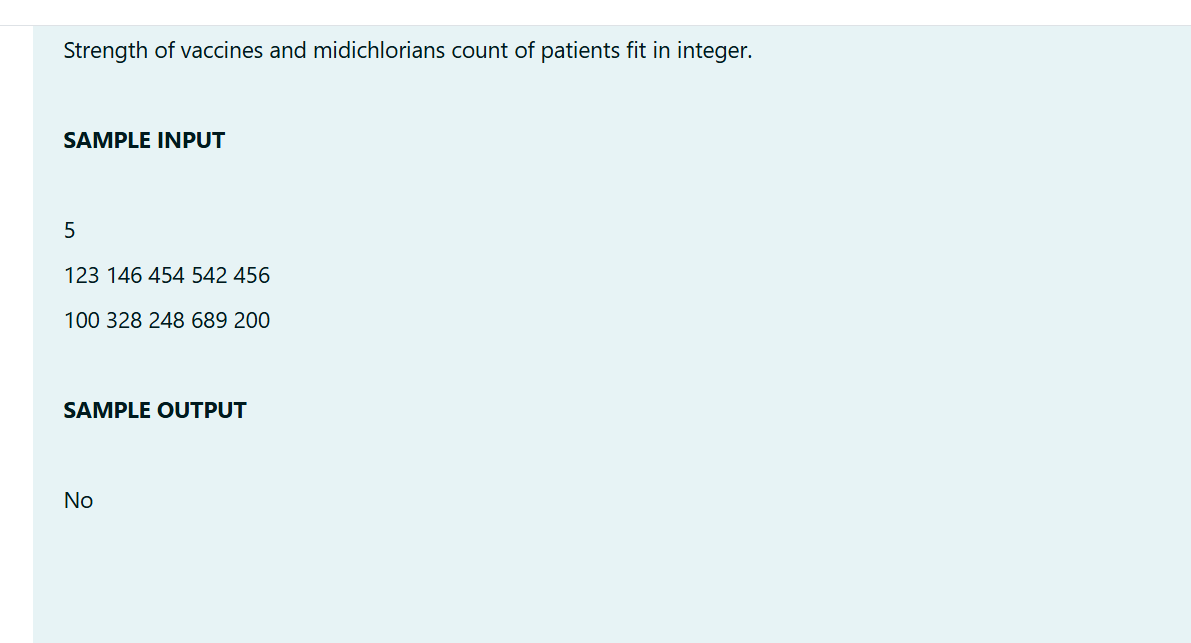 Strength of vaccines and midichlorians count of patients fit in integer.
SAMPLE INPUT
5
123 146 454 542 456
100 328 248 689 200
SAMPLE OUTPUT
No